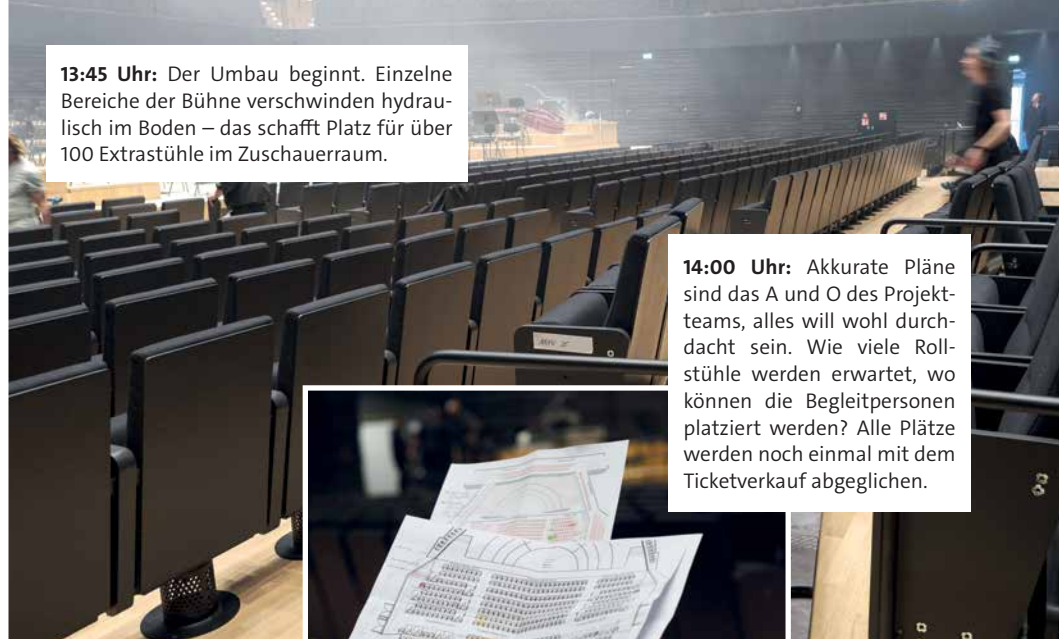 13:45 Uhr: Der Umbau beginnt. Einzelne
Bereiche der Bühne verschwinden hydrau-
lisch im Boden – das schafft Platz für über
100 Extrastühle im Zuschauerraum.
14:00 Uhr: Akkurate Pläne
sind das A und O des Projekt-
teams, alles will wohl durch-
dacht sein. Wie viele Roll-
stühle werden erwartet, wo
können die Begleitpersonen
platziert werden? Alle Plätze
werden noch einmal mit dem
Ticketverkauf abgeglichen.